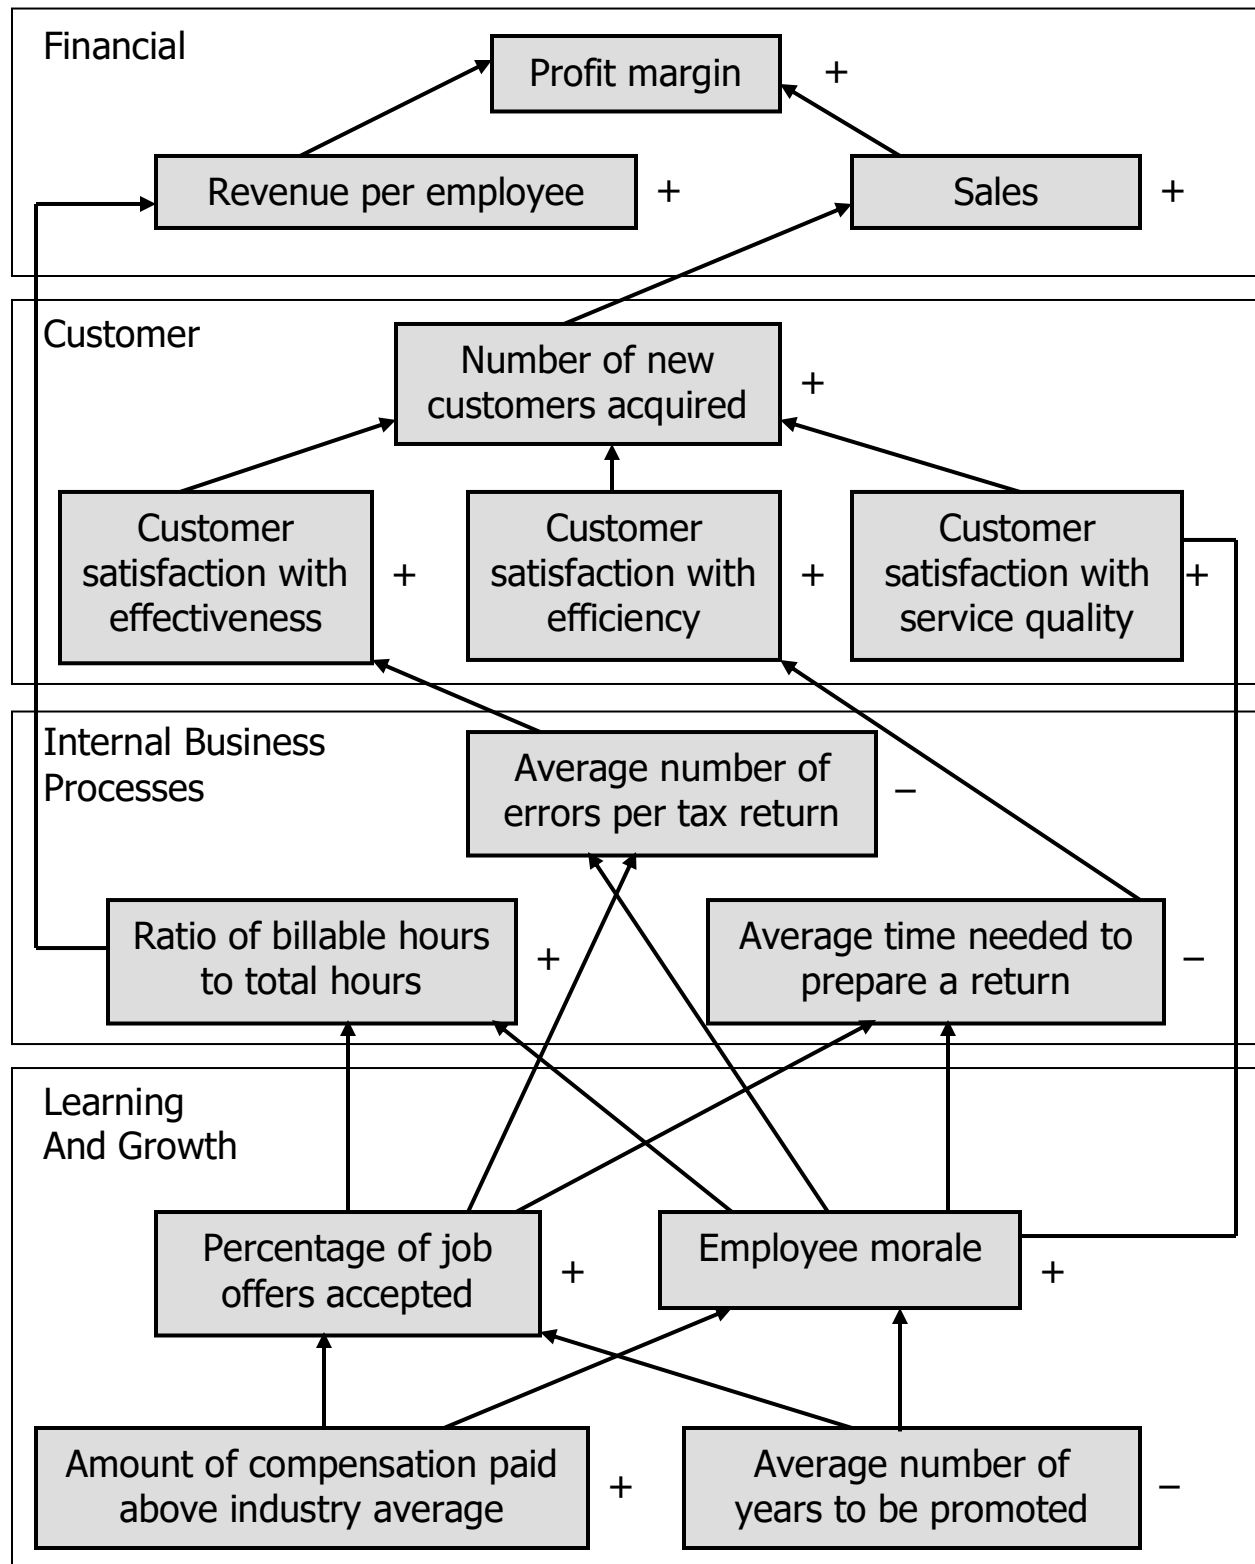 Financial
Profit margin
+
Revenue per employee
+
Sales
+
Customer
Number of new
customers acquired
+
Customer
satisfaction with
effectiveness
+
Customer
satisfaction with
efficiency
+
Customer
satisfaction with
service quality
+
Internal Business
Processes
Average number of
errors per tax return
–
Ratio of billable hours
to total hours
+
Average time needed to
prepare a return
–
Learning
And Growth
Percentage of job
offers accepted
+
Employee morale
+
Amount of compensation paid
above industry average
+
Average number of
years to be promoted
–